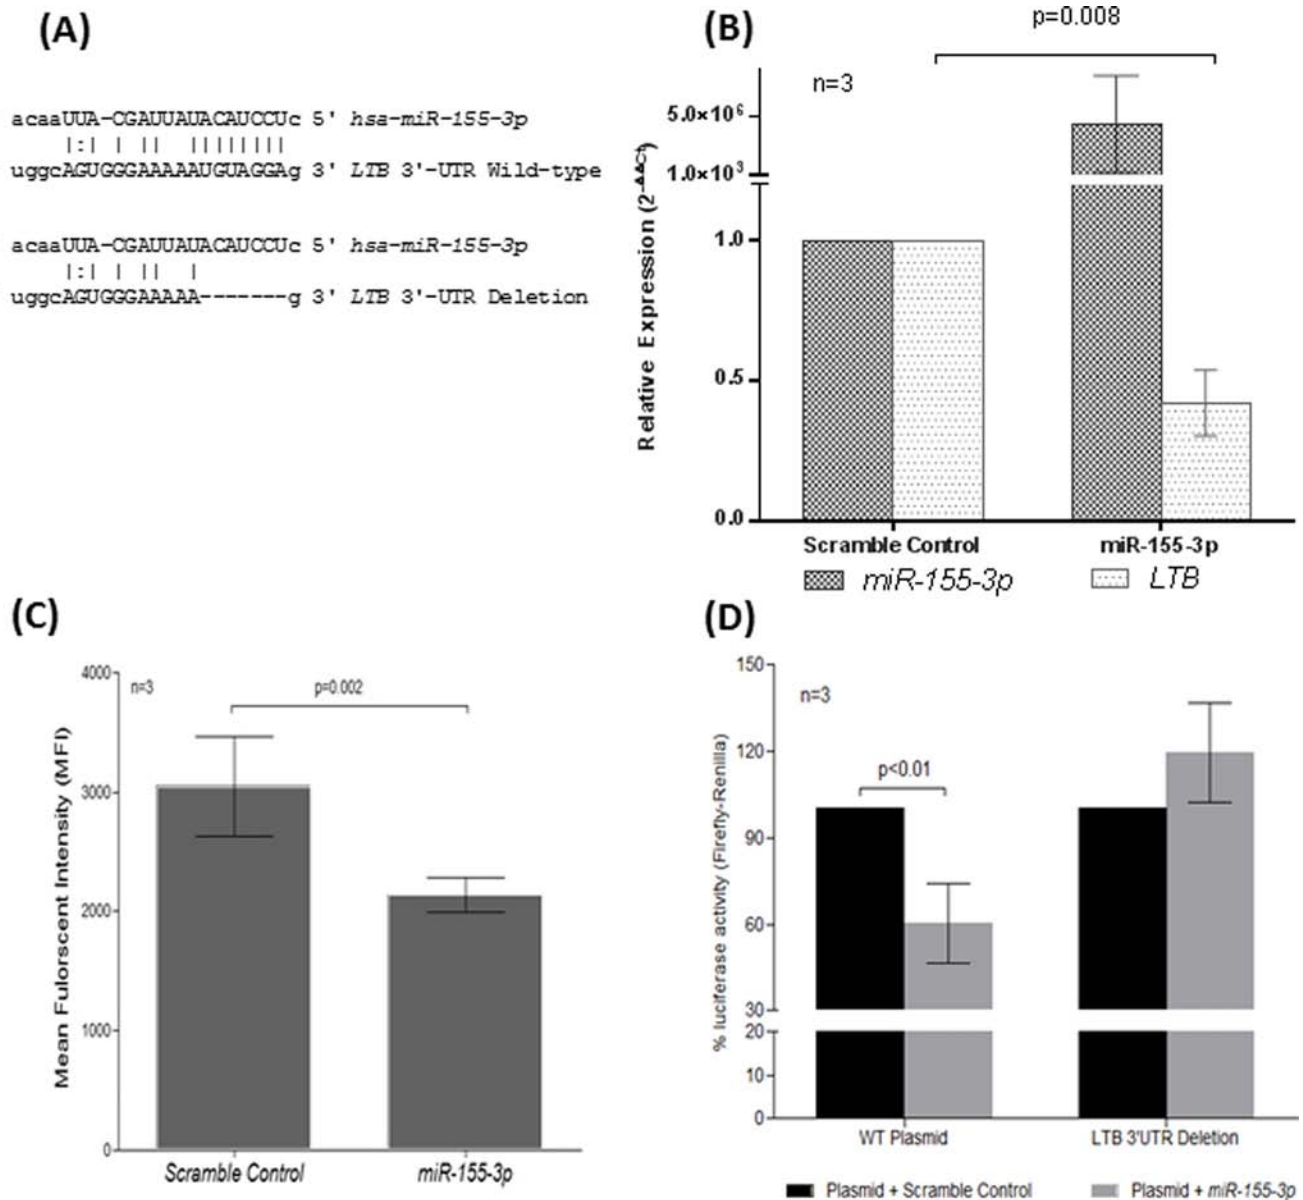 (A)
acaaUUA-CGAUUAUACAUCCUc 5' hsa-miR-155-3p
|:| | || ||||||||
uggcAGUGGGAAAAAUGUAGGAg 3' LTB 3'-UTR Wild-type
acaaUUA-CGAUUAUACAUCCUc 5' hsa-miR-155-3p
|:| | || |
uggcAGUGGGAAAAA-------g 3' LTB 3'-UTR Deletion
(B)
p=0.008
n=3
Relative Expression (2^-ΔΔCt)
5.0×10⁶
1.0×10³
1.0
0.5
0.0
Scramble Control miR-155-3p
miR-155-3p LTB
(C)
n=3
p=0.002
Mean Fulorscent Intensity (MFI)
4000
3000
2000
1000
0
Scramble Control miR-155-3p
(D)
n=3
p<0.01
% luciferase activity (Firefly-Renilla)
150
120
90
60
30
20
10
0
WT Plasmid LTB 3'UTR Deletion
Plasmid + Scramble Control Plasmid + miR-155-3p